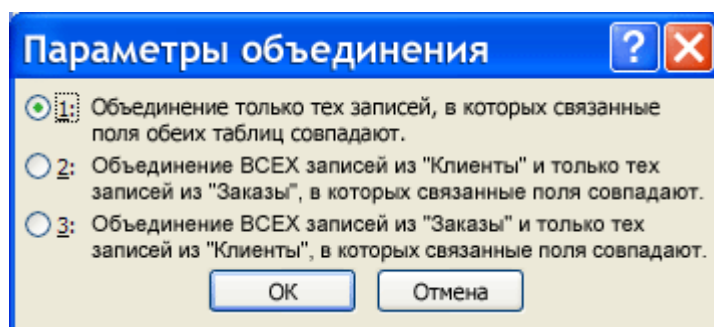 Параметры объединения
1: Объединение только тех записей, в которых связанные
поля обеих таблиц совпадают.
2: Объединение ВСЕХ записей из "Клиенты" и только тех
записей из "Заказы", в которых связанные поля совпадают.
3: Объединение ВСЕХ записей из "Заказы" и только тех
записей из "Клиенты", в которых связанные поля совпадают.
ОК Отмена